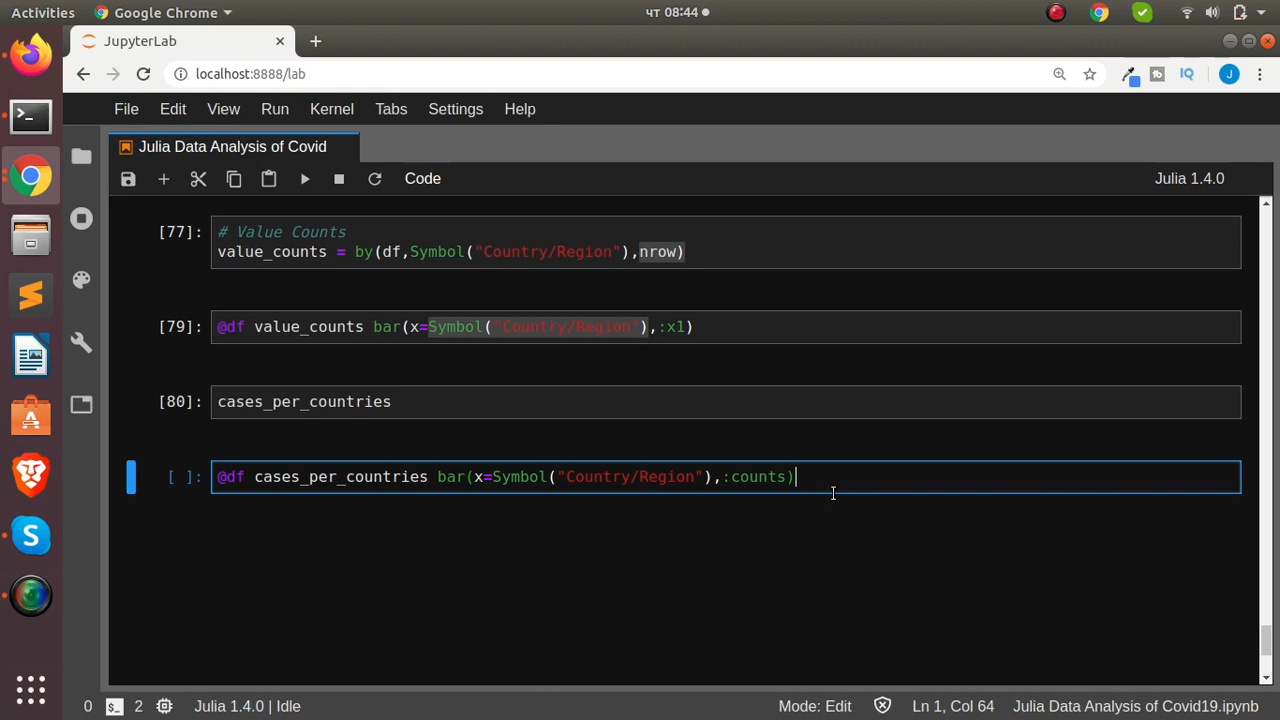 Activities
Google Chrome
чт 08:44
JupyterLab
localhost:8888/lab
IQ
J
File Edit View Run Kernel Tabs Settings Help
Julia Data Analysis of Covid
Code
Julia 1.4.0
[77]:
# Value Counts
value_counts = by(df,Symbol("Country/Region"),nrow)
[79]:
@df value_counts bar(x=Symbol("Country/Region"),:x1)
[80]:
cases_per_countries
[ ]:
@df cases_per_countries bar(x=Symbol("Country/Region"),:counts)
0
2
Julia 1.4.0 | Idle
Mode: Edit
Ln 1, Col 64
Julia Data Analysis of Covid19.ipynb